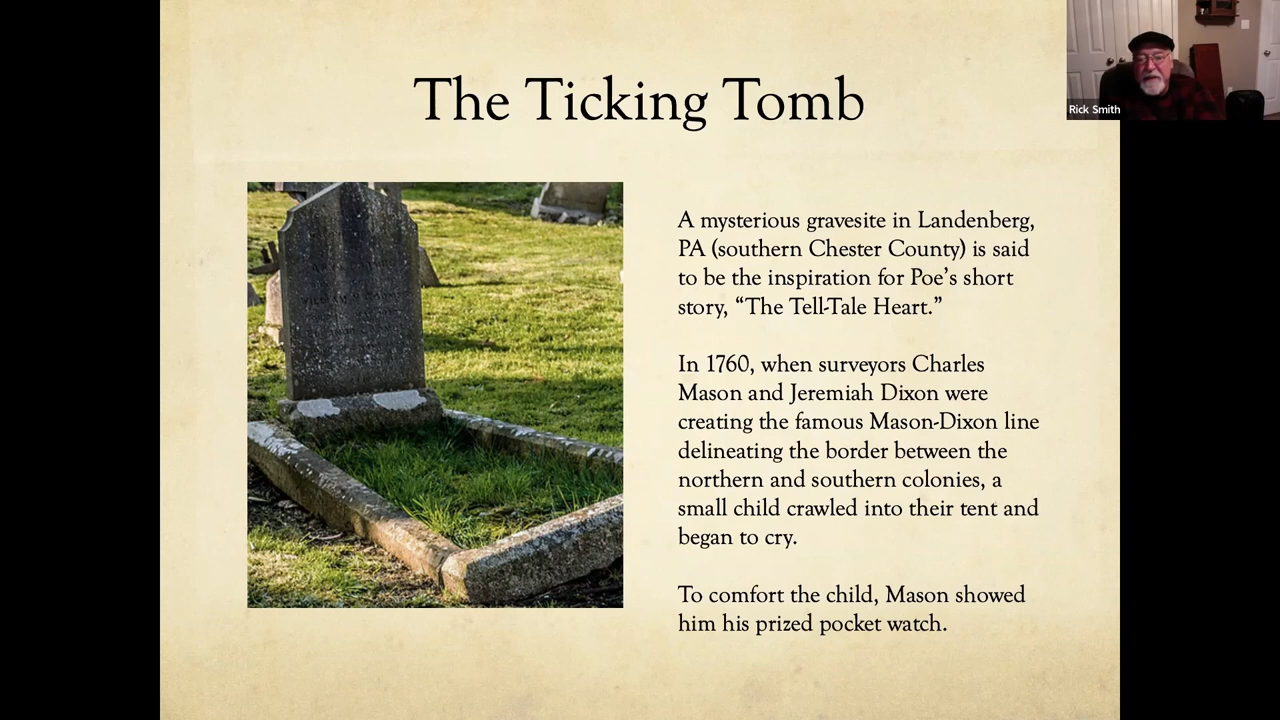 The Ticking Tomb
Rick Smith
A mysterious gravesite in Landenberg,
PA (southern Chester County) is said
to be the inspiration for Poe's short
story, “The Tell-Tale Heart.”
In 1760, when surveyors Charles
Mason and Jeremiah Dixon were
creating the famous Mason-Dixon line
delineating the border between the
northern and southern colonies, a
small child crawled into their tent and
began to cry.
To comfort the child, Mason showed
him his prized pocket watch.